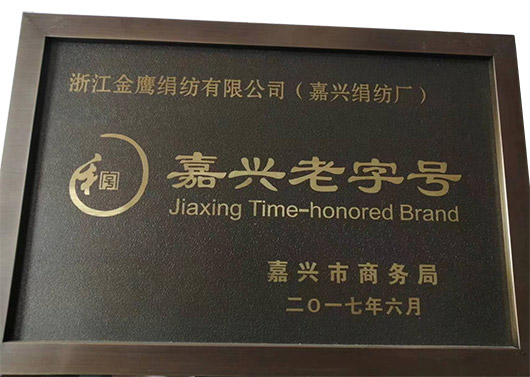 浙江金鹰绢纺有限公司（嘉兴绢纺厂）
嘉兴老字号
Jiaxing Time-honored Brand
嘉兴市商务局
二〇一七年六月